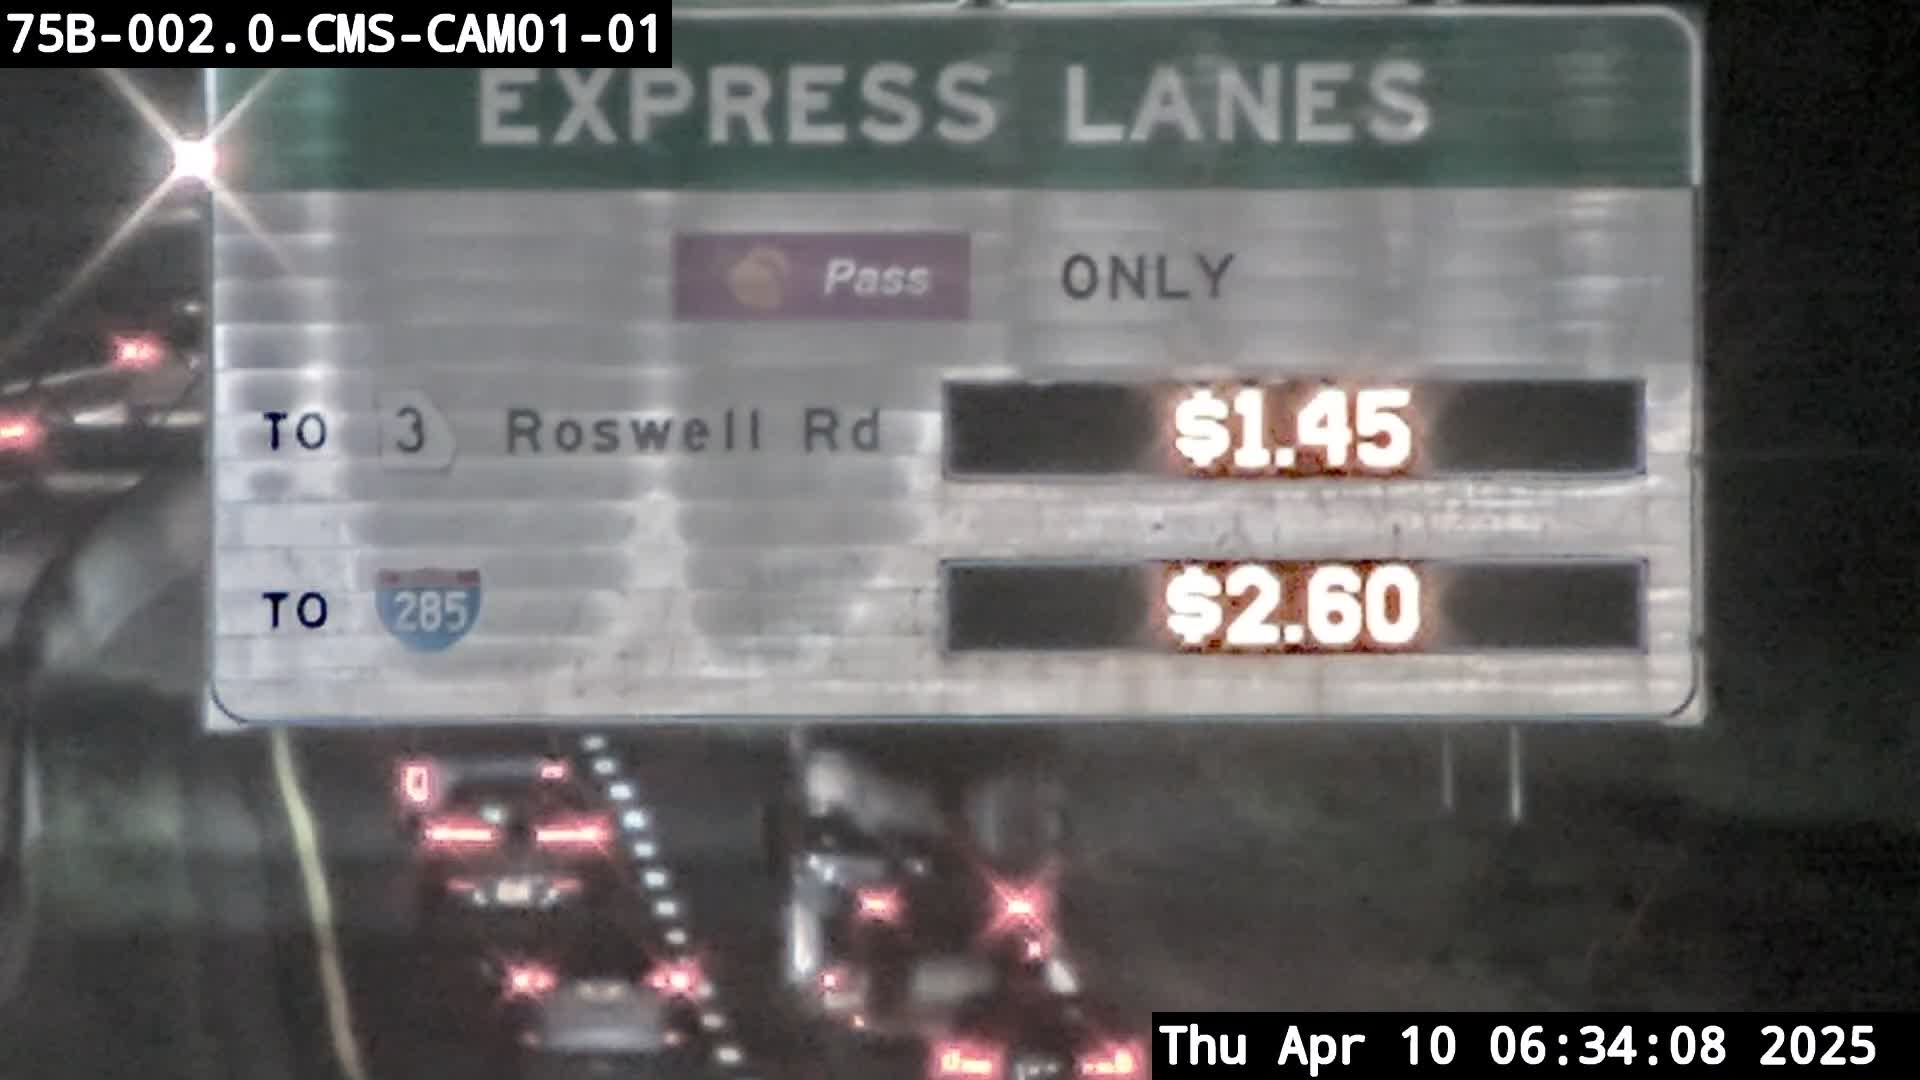 75B-002.0-CMS-CAM01-01
EXPRESS LANES
Pass ONLY
TO 3 Roswell Rd $1.45
TO 285 $2.60
Thu Apr 10 06:34:08 2025